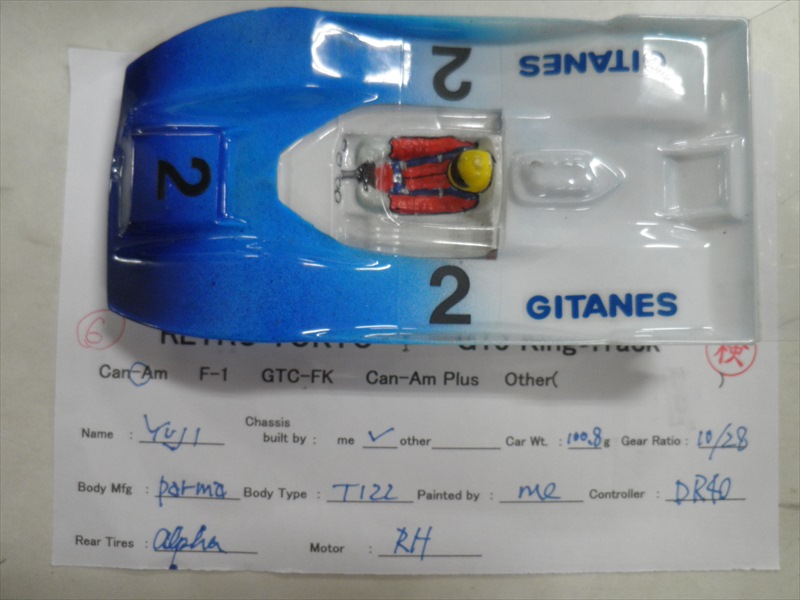 2 GITANES
2
2 GITANES
6 検
Can-Am F-1 GTC-FK Can-Am Plus Other( )
Name : YUJI Chassis built by : me ✓ other Car Wt. : 100.8g Gear Ratio : 10/28
Body Mfg : parma Body Type : T122 Painted by : me Controller : DR40
Rear Tires : alpha Motor : RH